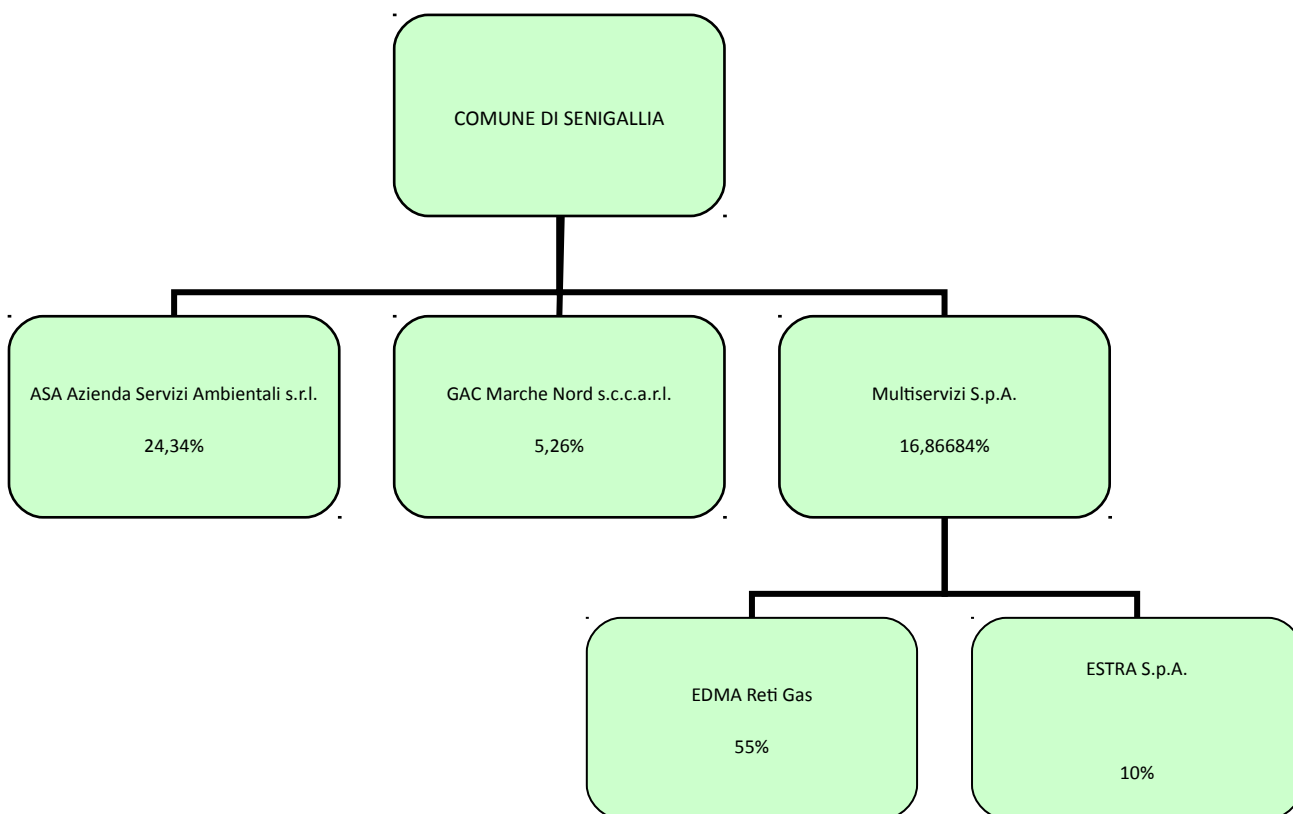 COMUNE DI SENIGALLIA
ASA Azienda Servizi Ambientali s.r.l.
24,34%
GAC Marche Nord s.c.c.a.r.l.
5,26%
Multiservizi S.p.A.
16,86684%
EDMA Reti Gas
55%
ESTRA S.p.A.
10%